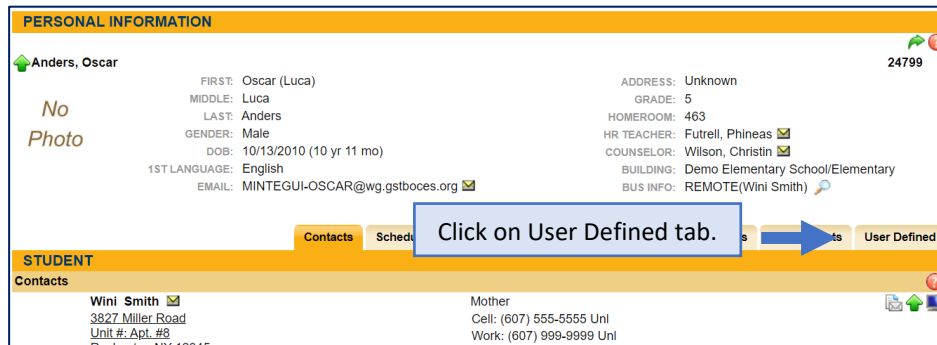 PERSONAL INFORMATION
Anders, Oscar 24799
No
Photo
FIRST: Oscar (Luca)
MIDDLE: Luca
LAST: Anders
GENDER: Male
DOB: 10/13/2010 (10 yr 11 mo)
1ST LANGUAGE: English
EMAIL: MINTEGUI-OSCAR@wg.gstboces.org
ADDRESS: Unknown
GRADE: 5
HOMEROOM: 463
HR TEACHER: Futrell, Phineas
COUNSELOR: Wilson, Christin
BUILDING: Demo Elementary School/Elementary
BUS INFO: REMOTE(Wini Smith)
Click on User Defined tab.
Contacts Schedu s ts User Defined
STUDENT
Contacts
Wini Smith
3827 Miller Road
Unit #: Apt. #8
Mother
Cell: (607) 555-5555 Unl
Work: (607) 999-9999 Unl